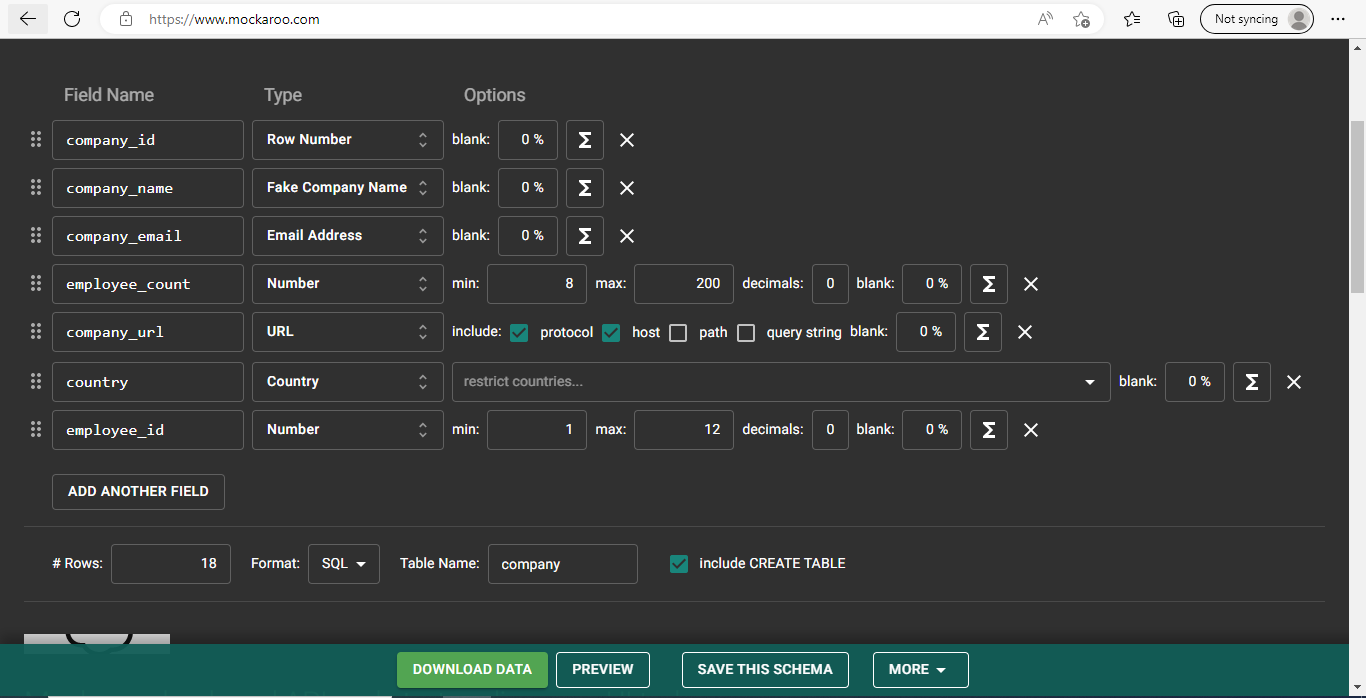 https://www.mockaroo.com
Not syncing
Field Name Type Options
company_id Row Number blank: 0 % Σ
company_name Fake Company Name blank: 0 % Σ
company_email Email Address blank: 0 % Σ
employee_count Number min: 8 max: 200 decimals: 0 blank: 0 % Σ
company_url URL include: protocol host path query string blank: 0 % Σ
country Country restrict countries... blank: 0 % Σ
employee_id Number min: 1 max: 12 decimals: 0 blank: 0 % Σ
ADD ANOTHER FIELD
# Rows: 18 Format: SQL Table Name: company include CREATE TABLE
DOWNLOAD DATA PREVIEW SAVE THIS SCHEMA MORE